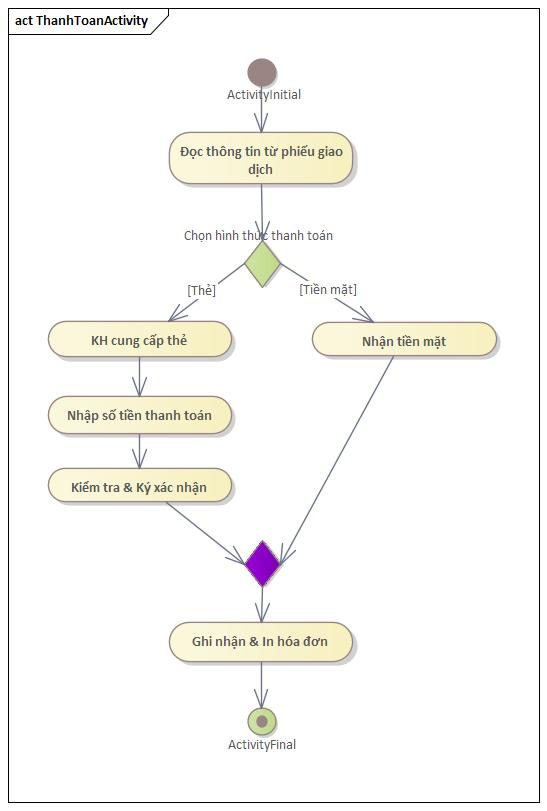 act ThanhToanActivity
ActivityInitial
Đọc thông tin từ phiếu giao
dịch
Chọn hình thức thanh toán
[Thẻ]
[Tiền mặt]
KH cung cấp thẻ
Nhận tiền mặt
Nhập số tiền thanh toán
Kiểm tra & Ký xác nhận
Ghi nhận & In hóa đơn
ActivityFinal